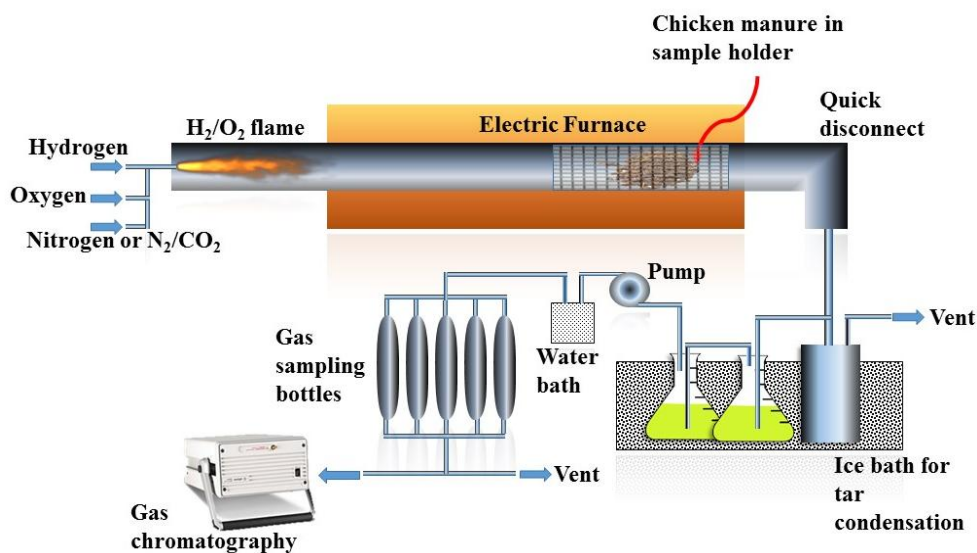 Chicken manure in
sample holder
Quick
disconnect
H₂/O₂ flame
Electric Furnace
Hydrogen
Oxygen
Nitrogen or N₂/CO₂
Pump
Vent
Gas
sampling
bottles
Water
bath
Vent
Ice bath for
tar
condensation
Gas
chromatography